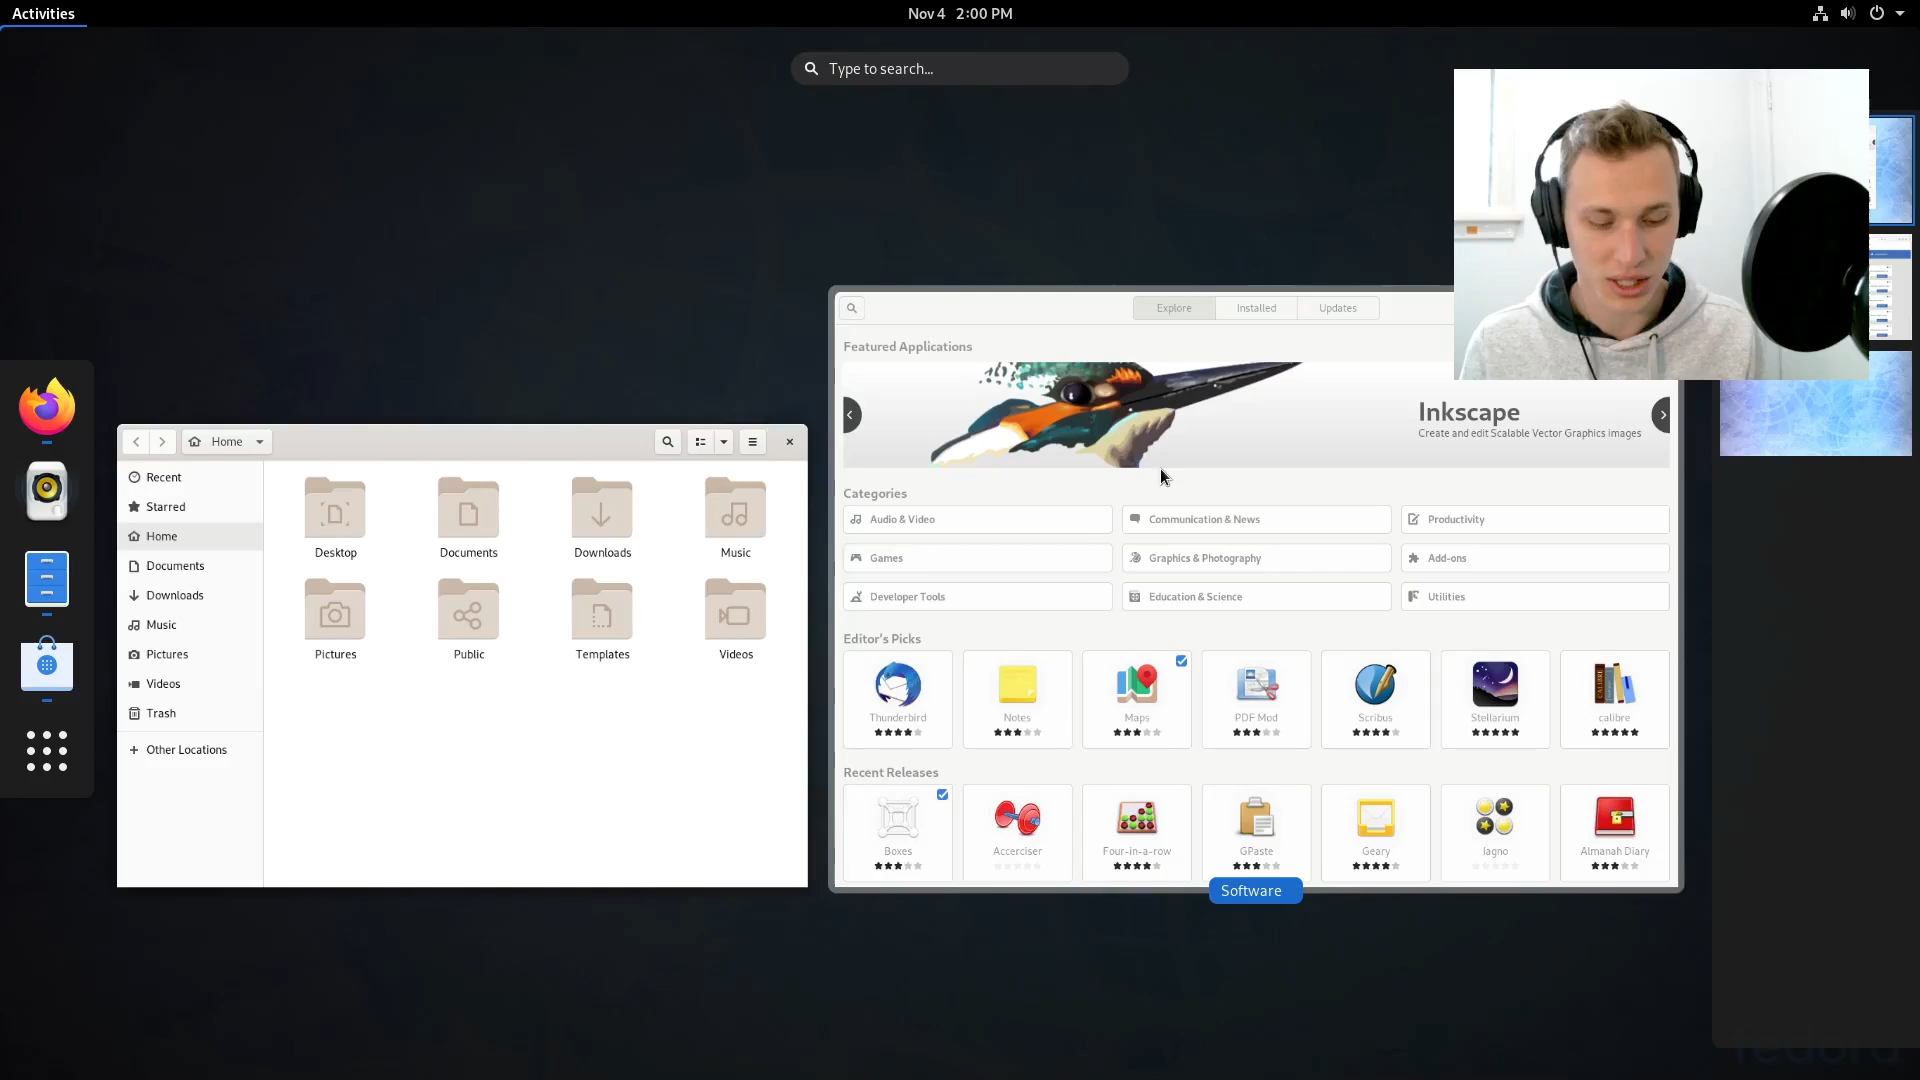 Activities
Nov 4 2:00 PM
Type to search...
Home
Recent
Starred
Home
Documents
Downloads
Music
Pictures
Videos
Trash
Other Locations
Desktop
Documents
Downloads
Music
Pictures
Public
Templates
Videos
Explore
Installed
Updates
Featured Applications
Inkscape
Create and edit Scalable Vector Graphics images
Categories
Audio & Video
Communication & News
Productivity
Games
Graphics & Photography
Add-ons
Developer Tools
Education & Science
Utilities
Editor's Picks
Thunderbird
Notes
Maps
PDF Mod
Scribus
Stellarium
calibre
Recent Releases
Boxes
Accerciser
Four-in-a-row
GPaste
Geary
Iagno
Almanah Diary
Software
fedora